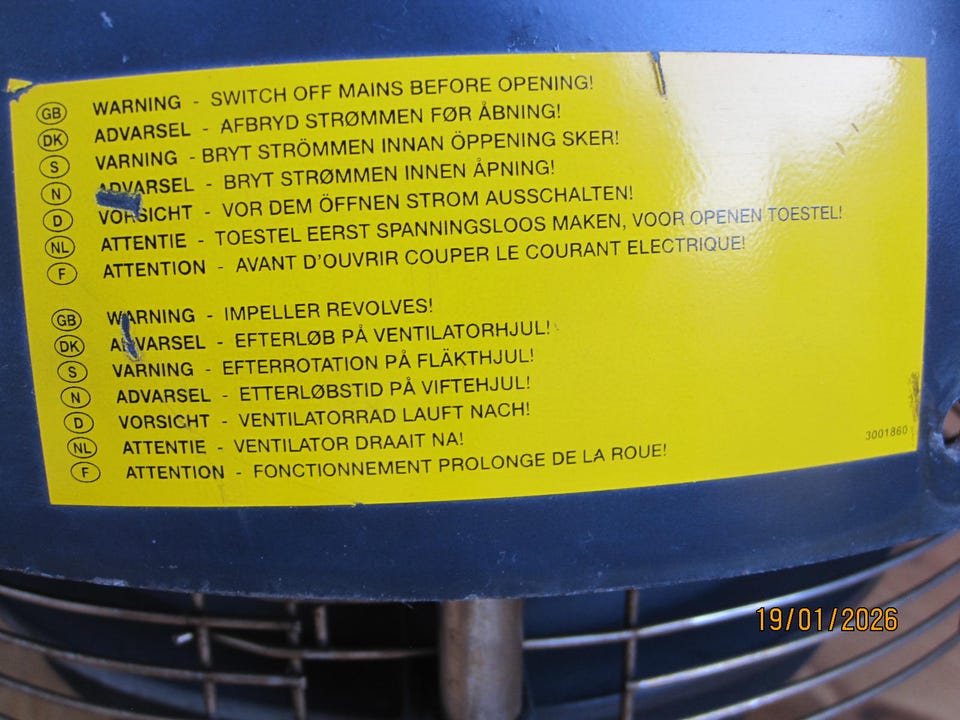 GB WARNING - SWITCH OFF MAINS BEFORE OPENING!
DK ADVARSEL - AFBRYD STRØMMEN FØR ÅBNING!
S VARNING - BRYT STRÖMMEN INNAN ÖPPENING SKER!
N ADVARSEL - BRYT STRØMMEN INNEN ÅPNING!
D VORSICHT - VOR DEM ÖFFNEN STROM AUSSCHALTEN!
NL ATTENTIE - TOESTEL EERST SPANNINGSLOOS MAKEN, VOOR OPENEN TOESTEL!
F ATTENTION - AVANT D'OUVRIR COUPER LE COURANT ELECTRIQUE!
GB WARNING - IMPELLER REVOLVES!
DK ADVARSEL - EFTERLØB PÅ VENTILATORHJUL!
S VARNING - EFTERROTATION PÅ FLÄKTHJUL!
N ADVARSEL - ETTERLØBSTID PÅ VIFTEHJUL!
D VORSICHT - VENTILATORRAD LAUFT NACH!
NL ATTENTIE - VENTILATOR DRAAIT NA!
F ATTENTION - FONCTIONNEMENT PROLONGE DE LA ROUE!
3001860
19/01/2026